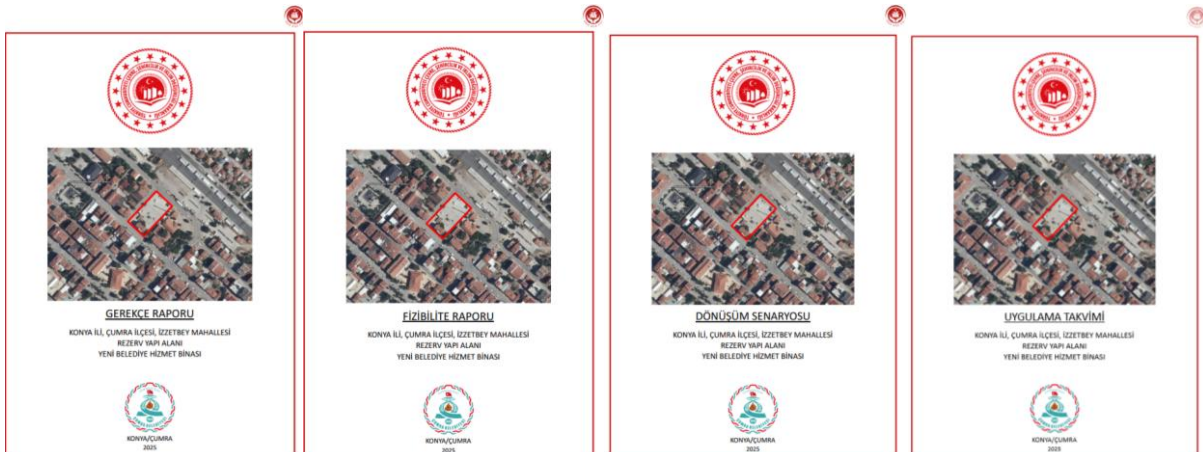 GEREKÇE RAPORU
KONYA İLİ, ÇUMRA İLÇESİ, İZZETBEY MAHALLESİ
REZERV YAPI ALANI
YENİ BELEDİYE HİZMET BİNASI
KONYA/ÇUMRA
2025
FİZİBİLİTE RAPORU
KONYA İLİ, ÇUMRA İLÇESİ, İZZETBEY MAHALLESİ
REZERV YAPI ALANI
YENİ BELEDİYE HİZMET BİNASI
KONYA/ÇUMRA
2025
DÖNÜŞÜM SENARYOSU
KONYA İLİ, ÇUMRA İLÇESİ, İZZETBEY MAHALLESİ
REZERV YAPI ALANI
YENİ BELEDİYE HİZMET BİNASI
KONYA/ÇUMRA
2025
UYGULAMA TAKVİMİ
KONYA İLİ, ÇUMRA İLÇESİ, İZZETBEY MAHALLESİ
REZERV YAPI ALANI
YENİ BELEDİYE HİZMET BİNASI
KONYA/ÇUMRA
2025